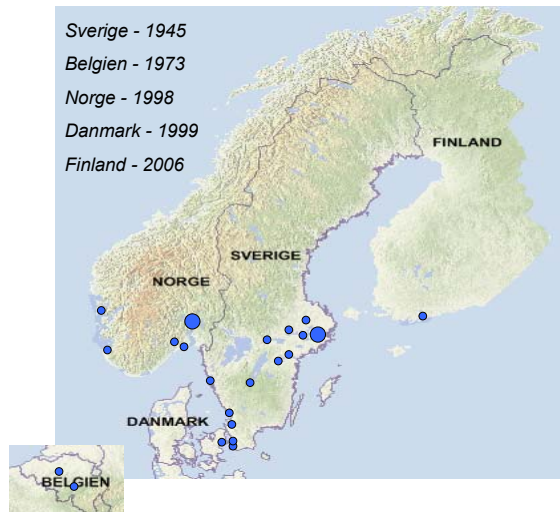 Sverige - 1945
Belgien - 1973
Norge - 1998
Danmark - 1999
Finland - 2006
FINLAND
SVERIGE
NORGE
DANMARK
BELGIEN